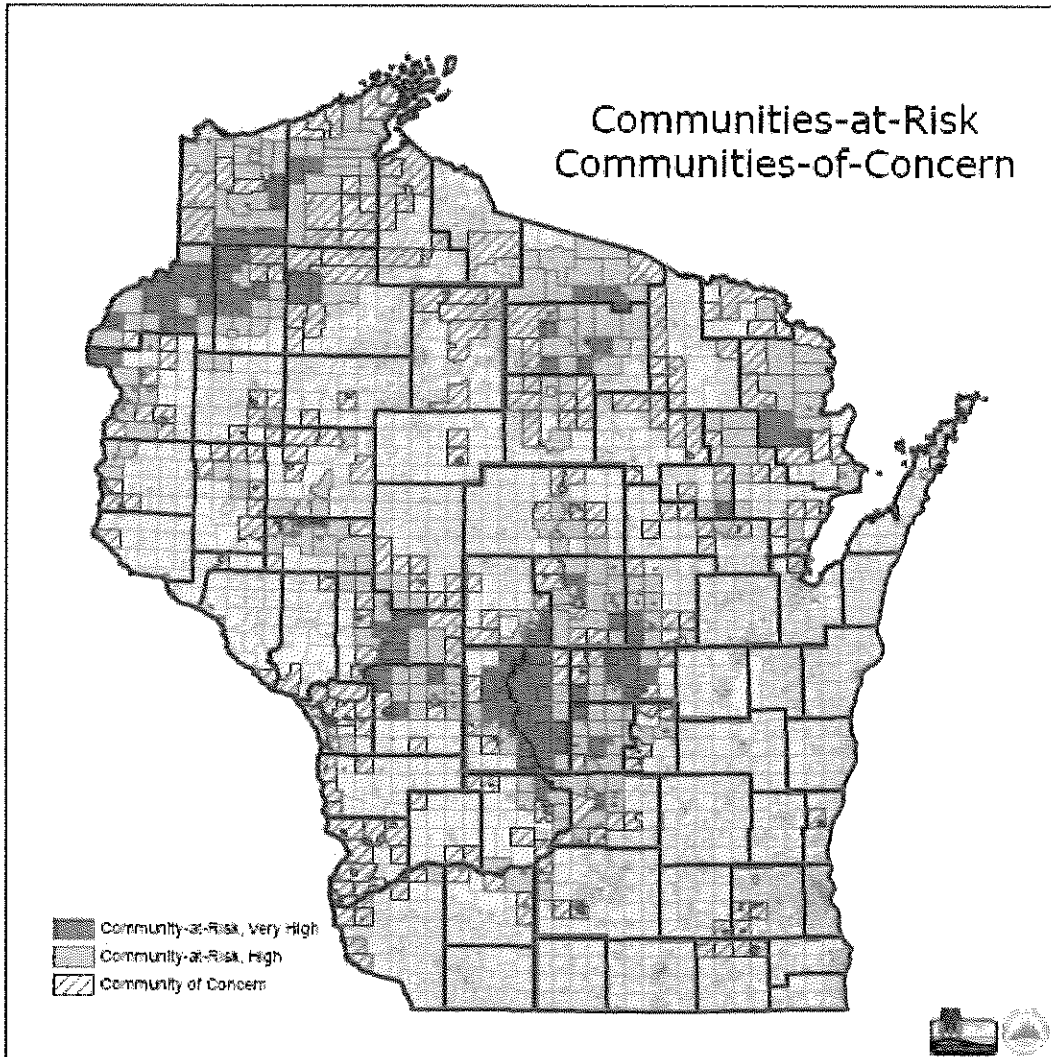 Communities-at-Risk
Communities-of-Concern
Community-at-Risk, Very High
Community-at-Risk, High
Community of Concern